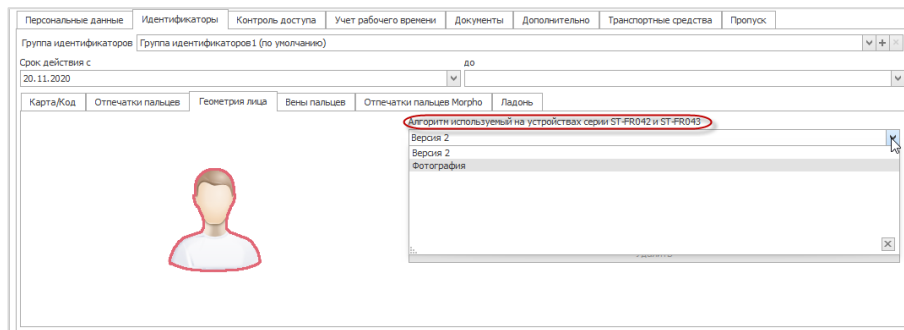 Персональные данные Идентификаторы Контроль доступа Учет рабочего времени Документы Дополнительно Транспортные средства Пропуск
Группа идентификаторов Группа идентификаторов1 (по умолчанию)
Срок действия с до
20.11.2020
Карта/Код Отпечатки пальцев Геометрия лица Вены пальцев Отпечатки пальцев Morpho Ладонь
Алгоритм используемый на устройствах серии ST-FR042 и ST-FR043
Версия 2
Версия 2
Фотография